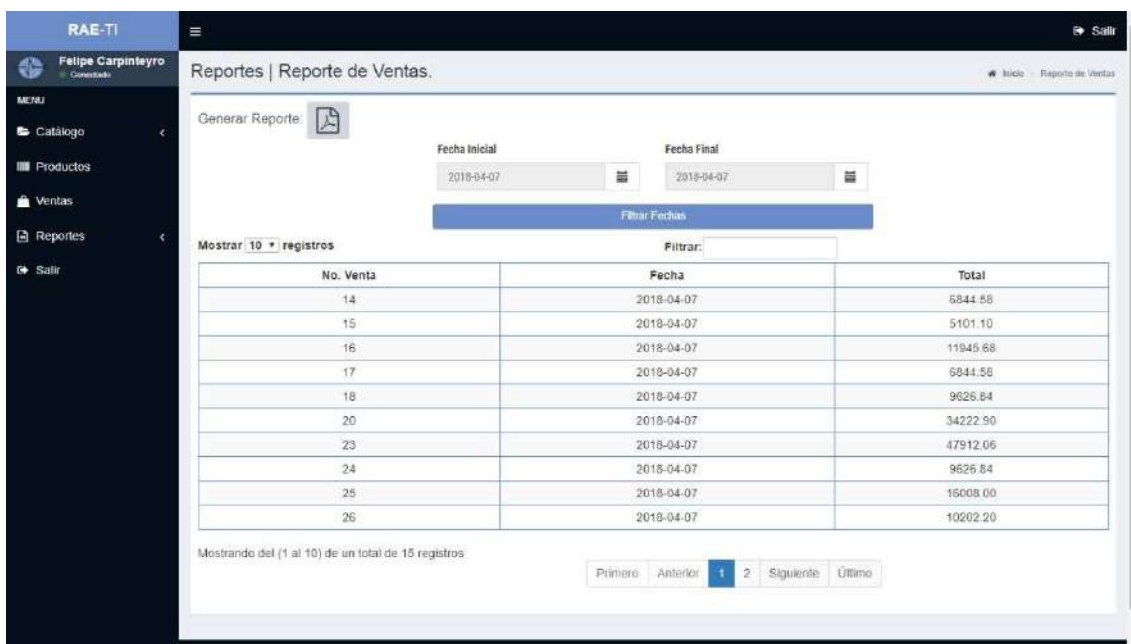 RAE-TI
Salir
Felipe Carpinteyro
Conectado
Reportes | Reporte de Ventas.
Inicio - Reporte de Ventas
MENU
Catálogo
Productos
Ventas
Reportes
Salir
Generar Reporte:
Fecha Inicial Fecha Final
2018-04-07 2018-04-07
Filtrar Fechas
Mostrar 10 registros Filtrar:
No. Venta Fecha Total
14 2018-04-07 6844.58
15 2018-04-07 5101.10
16 2018-04-07 11945.68
17 2018-04-07 6844.58
18 2018-04-07 9626.84
20 2018-04-07 34222.90
23 2018-04-07 47912.06
24 2018-04-07 9626.84
25 2018-04-07 16008.00
26 2018-04-07 10202.20
Mostrando del (1 al 10) de un total de 15 registros
Primero Anterior 1 2 Siguiente Último